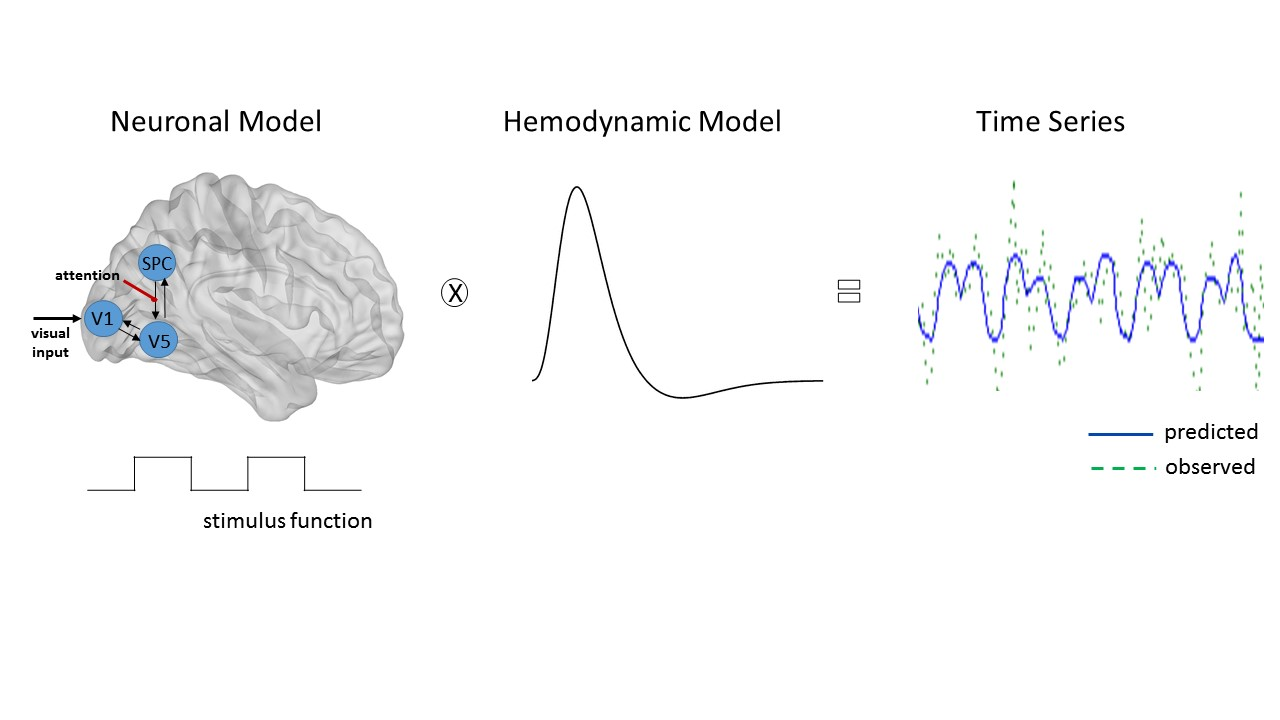 Neuronal Model
Hemodynamic Model
Time Series
SPC
attention
V1
visual
input
V5
X
predicted
observed
stimulus function